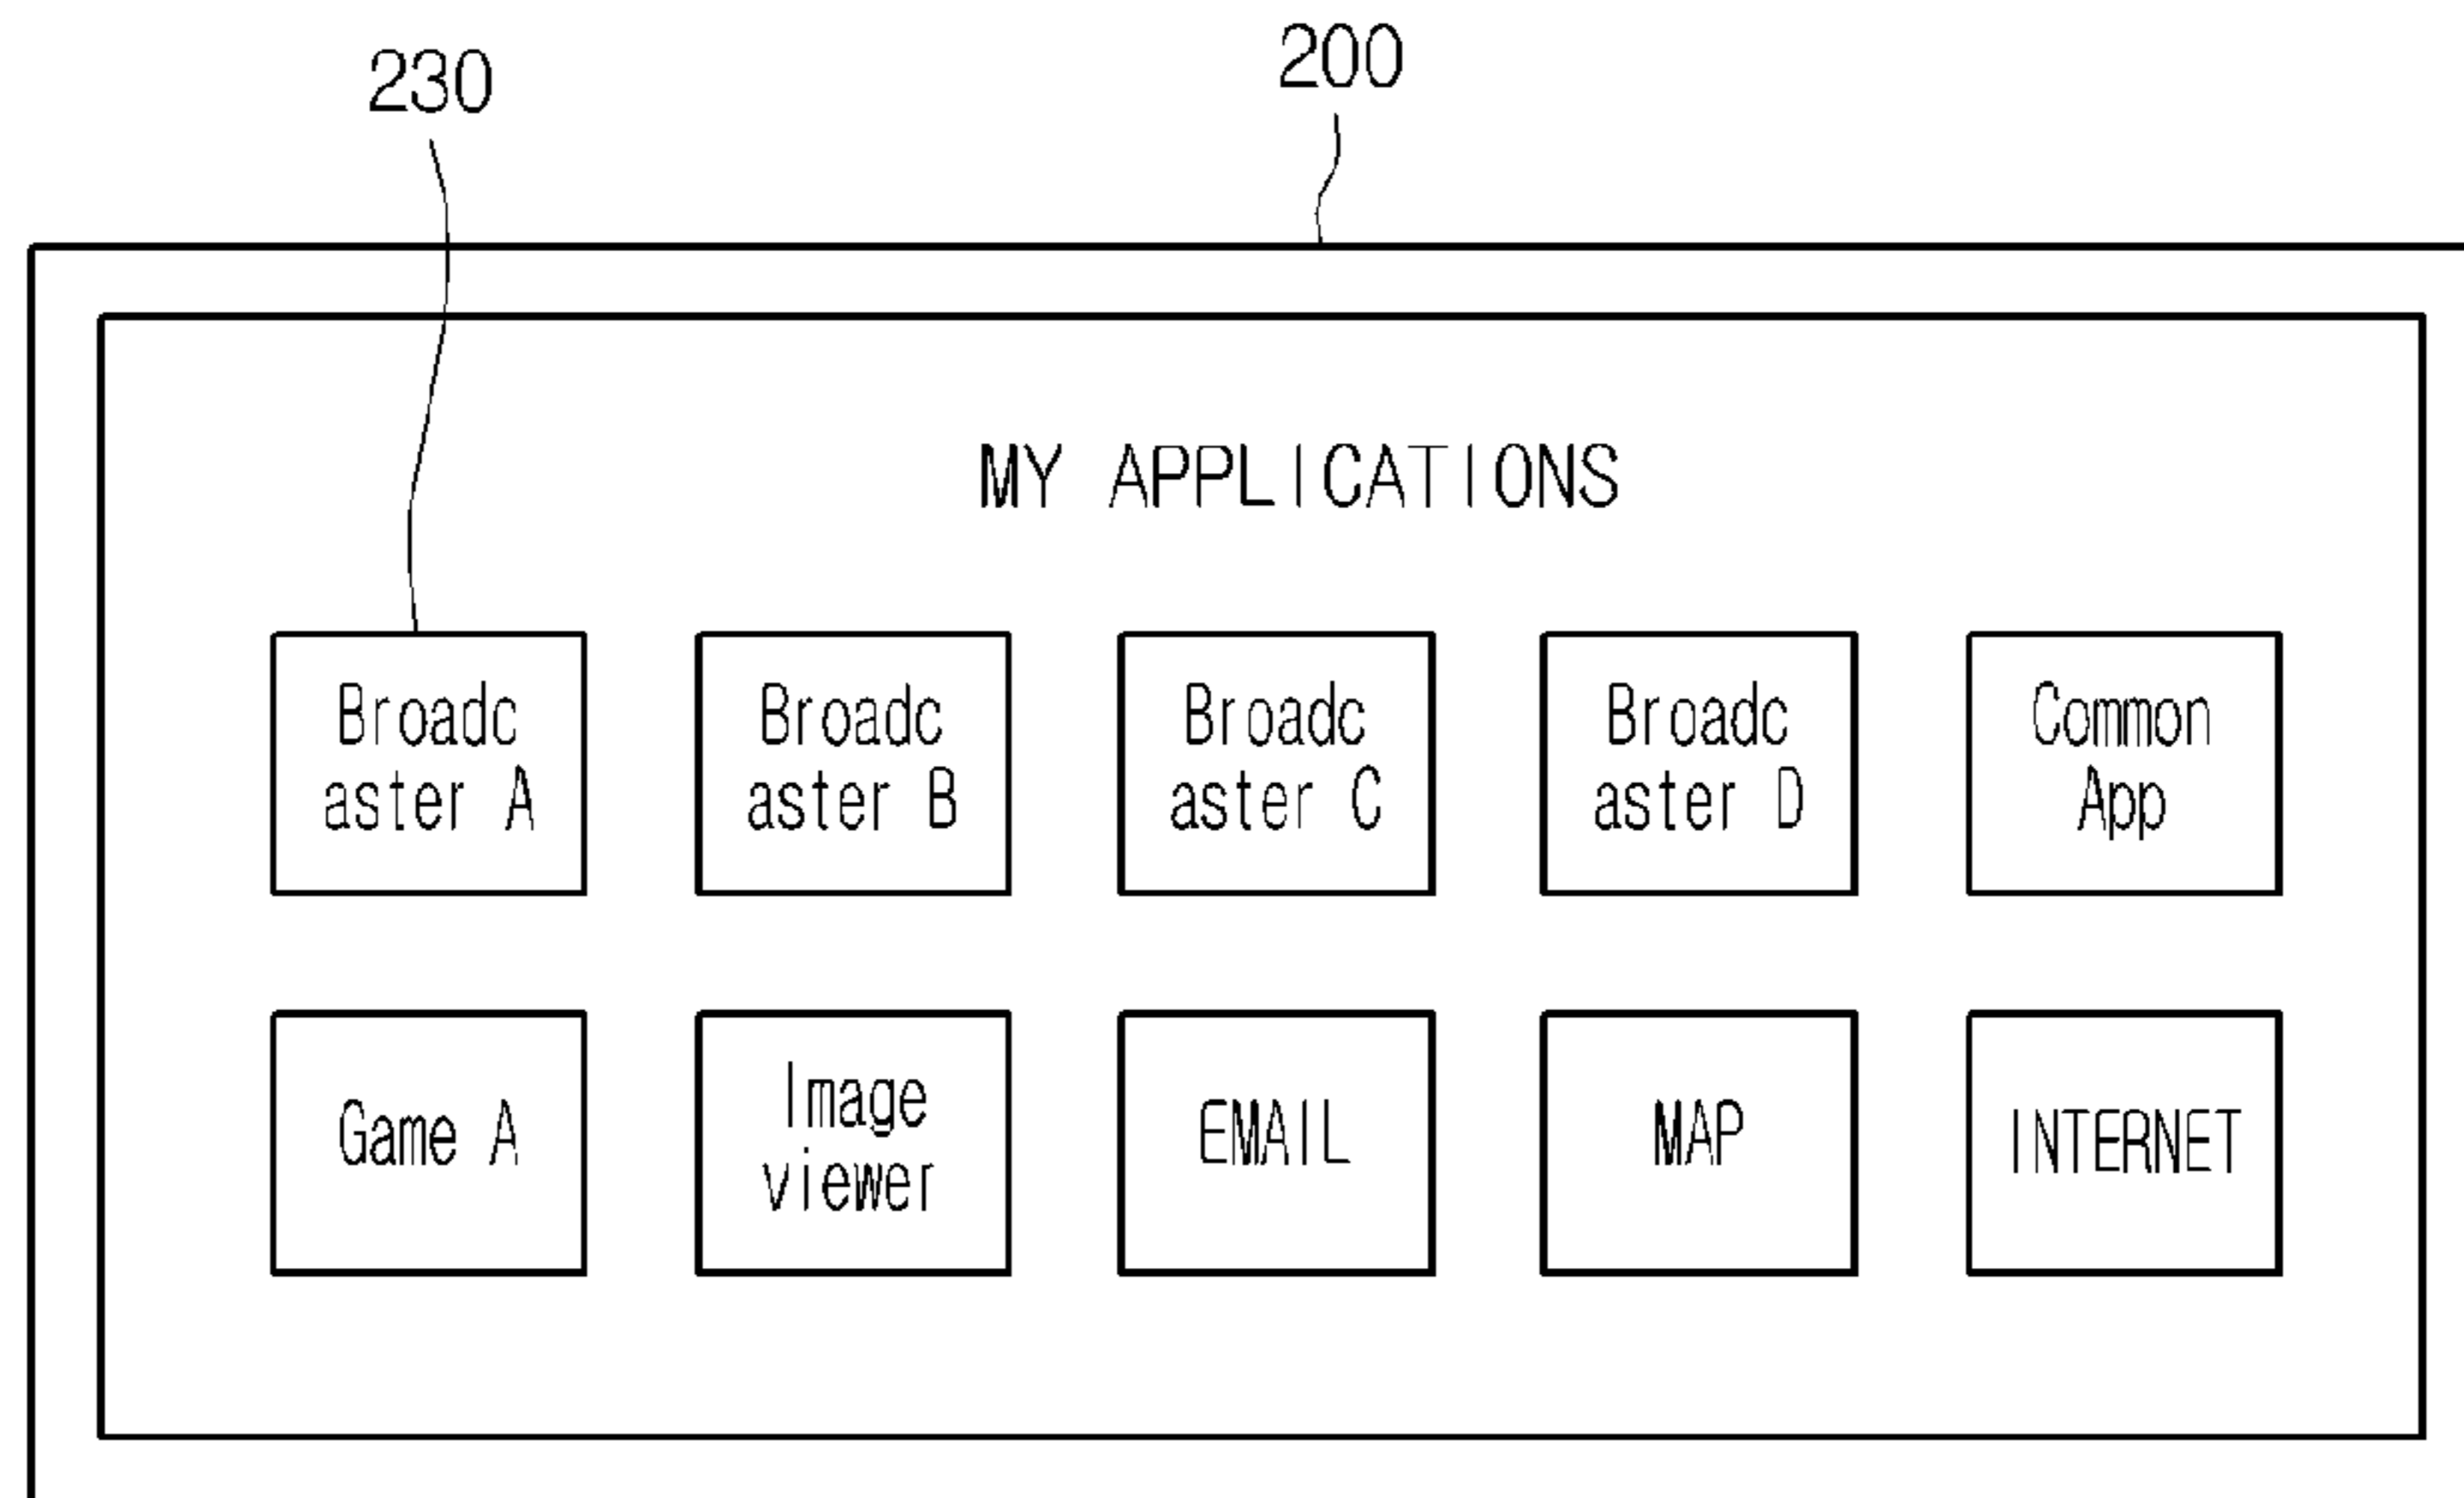 230
200
MY APPLICATIONS
Broadc
aster A
Broadc
aster B
Broadc
aster C
Broadc
aster D
Common
App
Game A
Image
viewer
EMAIL
MAP
INTERNET